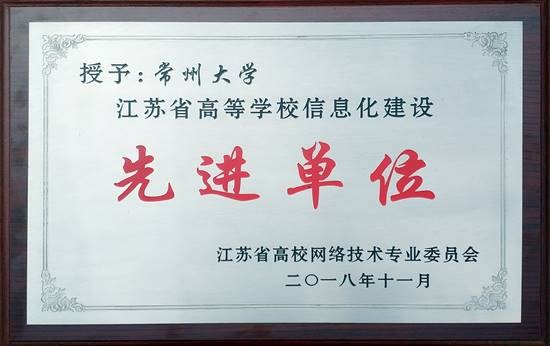 授予：常州大学
江苏省高等学校信息化建设
先进单位
江苏省高校网络技术专业委员会
二〇一八年十一月